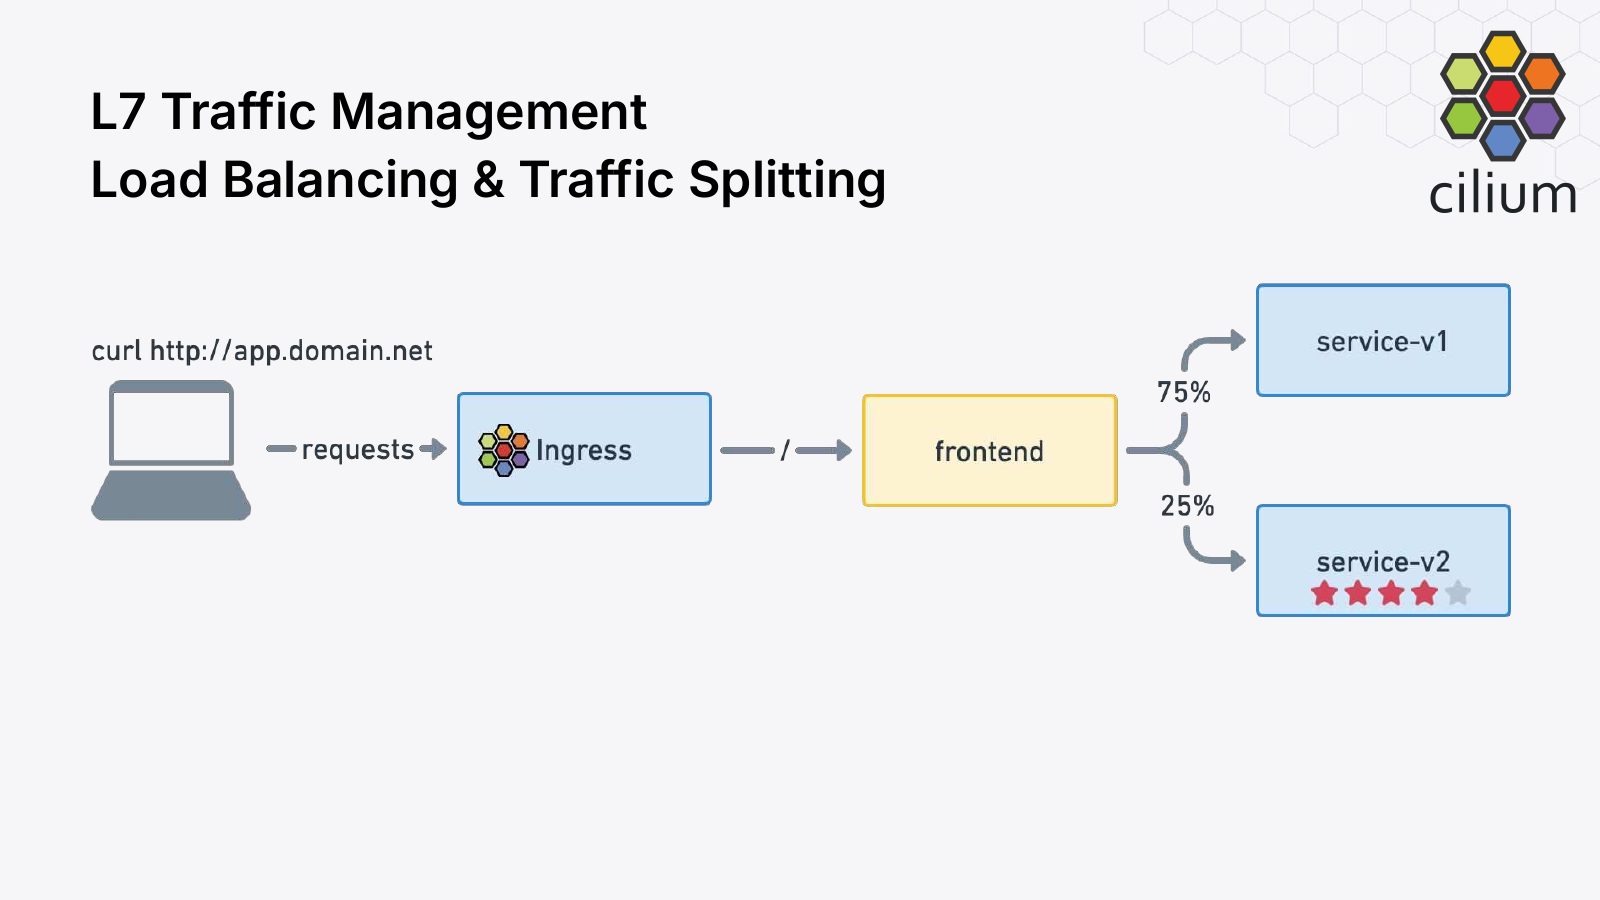 L7 Traffic Management
Load Balancing & Traffic Splitting
cilium
curl http://app.domain.net
requests
Ingress
/
frontend
75%
25%
service-v1
service-v2